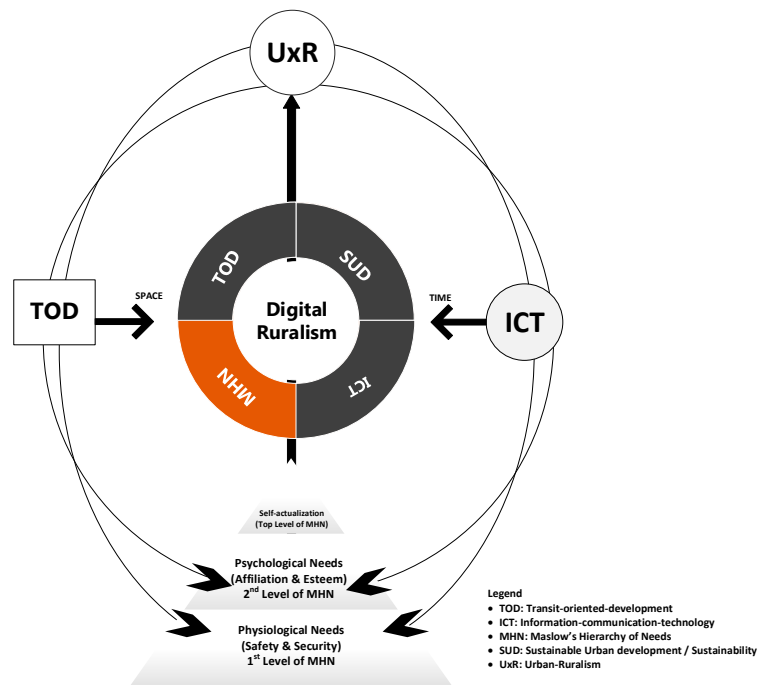 UxR
TOD
SUD
SPACE
TIME
TOD
Digital
Ruralism
ICT
MHN
ICT
Self-actualization
(Top Level of MHN)
Psychological Needs
(Affiliation & Esteem)
2nd Level of MHN
Physiological Needs
(Safety & Security)
1st Level of MHN
Legend
• TOD: Transit-oriented-development
• ICT: Information-communication-technology
• MHN: Maslow's Hierarchy of Needs
• SUD: Sustainable Urban development / Sustainability
• UxR: Urban-Ruralism